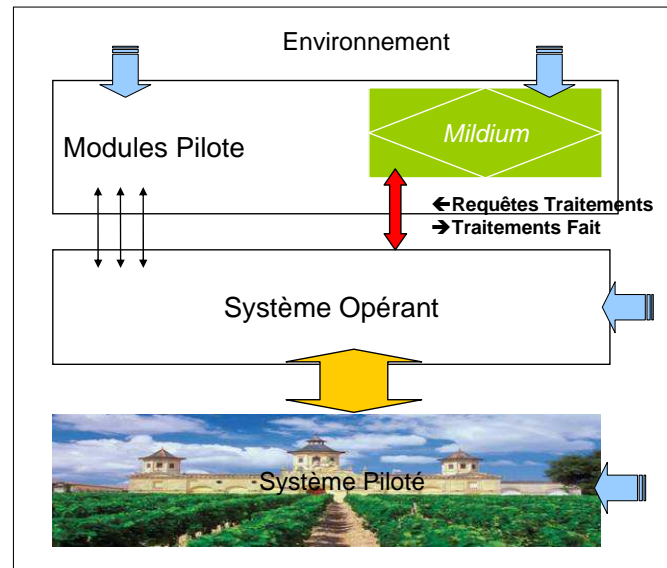 Environnement
Mildium
Modules Pilote
←Requêtes Traitements
→Traitements Fait
Système Opérant
Système Piloté